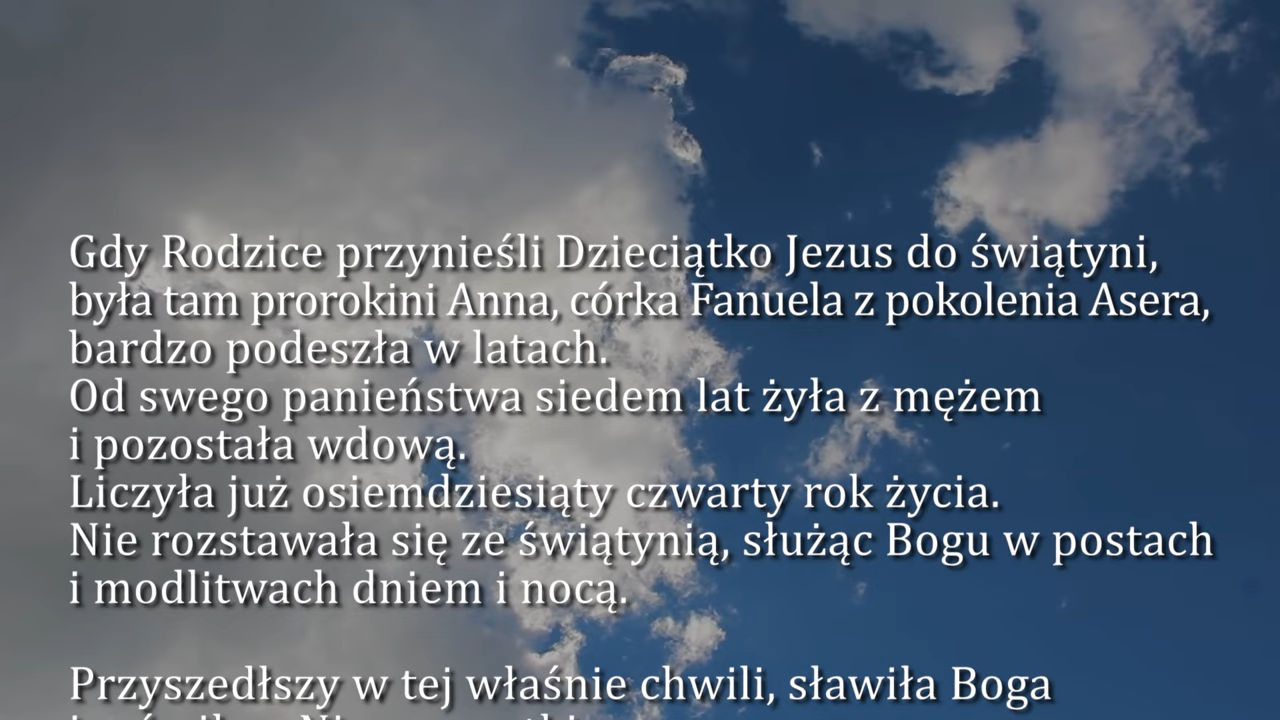 Gdy Rodzice przynieśli Dzieciątko Jezus do świątyni,
była tam prorokini Anna, córka Fanuela z pokolenia Asera,
bardzo podeszła w latach.
Od swego panieństwa siedem lat żyła z mężem
i pozostała wdową.
Liczyła już osiemdziesiąty czwarty rok życia.
Nie rozstawała się ze świątynią, służąc Bogu w postach
i modlitwach dniem i nocą.
Przyszedłszy w tej właśnie chwili, sławiła Boga